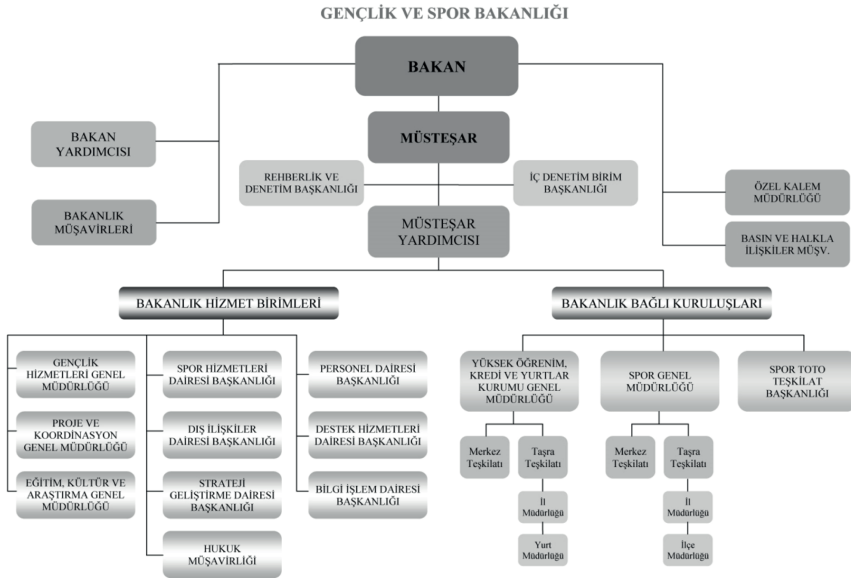 GENÇLİK VE SPOR BAKANLIĞI
BAKAN
MÜSTEŞAR
BAKAN
YARDIMCISI
BAKANLIK
MÜŞAVİRLERİ
REHBERLİK VE
DENETİM BAŞKANLIĞI
İÇ DENETİM BİRİM
BAŞKANLIĞI
ÖZEL KALEM
MÜDÜRLÜĞÜ
BASIN VE HALKLA
İLİŞKİLER MÜŞV.
MÜSTEŞAR
YARDIMCISI
BAKANLIK HİZMET BİRİMLERİ
GENÇLİK
HİZMETLERİ GENEL
MÜDÜRLÜĞÜ
PROJE VE
KOORDİNASYON
GENEL MÜDÜRLÜĞÜ
EĞİTİM, KÜLTÜR VE
ARAŞTIRMA GENEL
MÜDÜRLÜĞÜ
SPOR HİZMETLERİ
DAİRESİ BAŞKANLIĞI
DIŞ İLİŞKİLER
DAİRESİ BAŞKANLIĞI
STRATEJİ
GELİŞTİRME DAİRESİ
BAŞKANLIĞI
HUKUK
MÜŞAVİRLİĞİ
PERSONEL DAİRESİ
BAŞKANLIĞI
DESTEK HİZMETLERİ
DAİRESİ BAŞKANLIĞI
BİLGİ İŞLEM DAİRESİ
BAŞKANLIĞI
BAKANLIK BAĞLI KURULUŞLARI
YÜKSEK ÖĞRENİM,
KREDİ VE YURTLAR
KURUMU GENEL
MÜDÜRLÜĞÜ
Merkez
Teşkilatı
Taşra
Teşkilatı
İl
Müdürlüğü
Yurt
Müdürlüğü
SPOR GENEL
MÜDÜRLÜĞÜ
Merkez
Teşkilatı
Taşra
Teşkilatı
İl
Müdürlüğü
İlçe
Müdürlüğü
SPOR TOTO
TEŞKİLAT
BAŞKANLIĞI